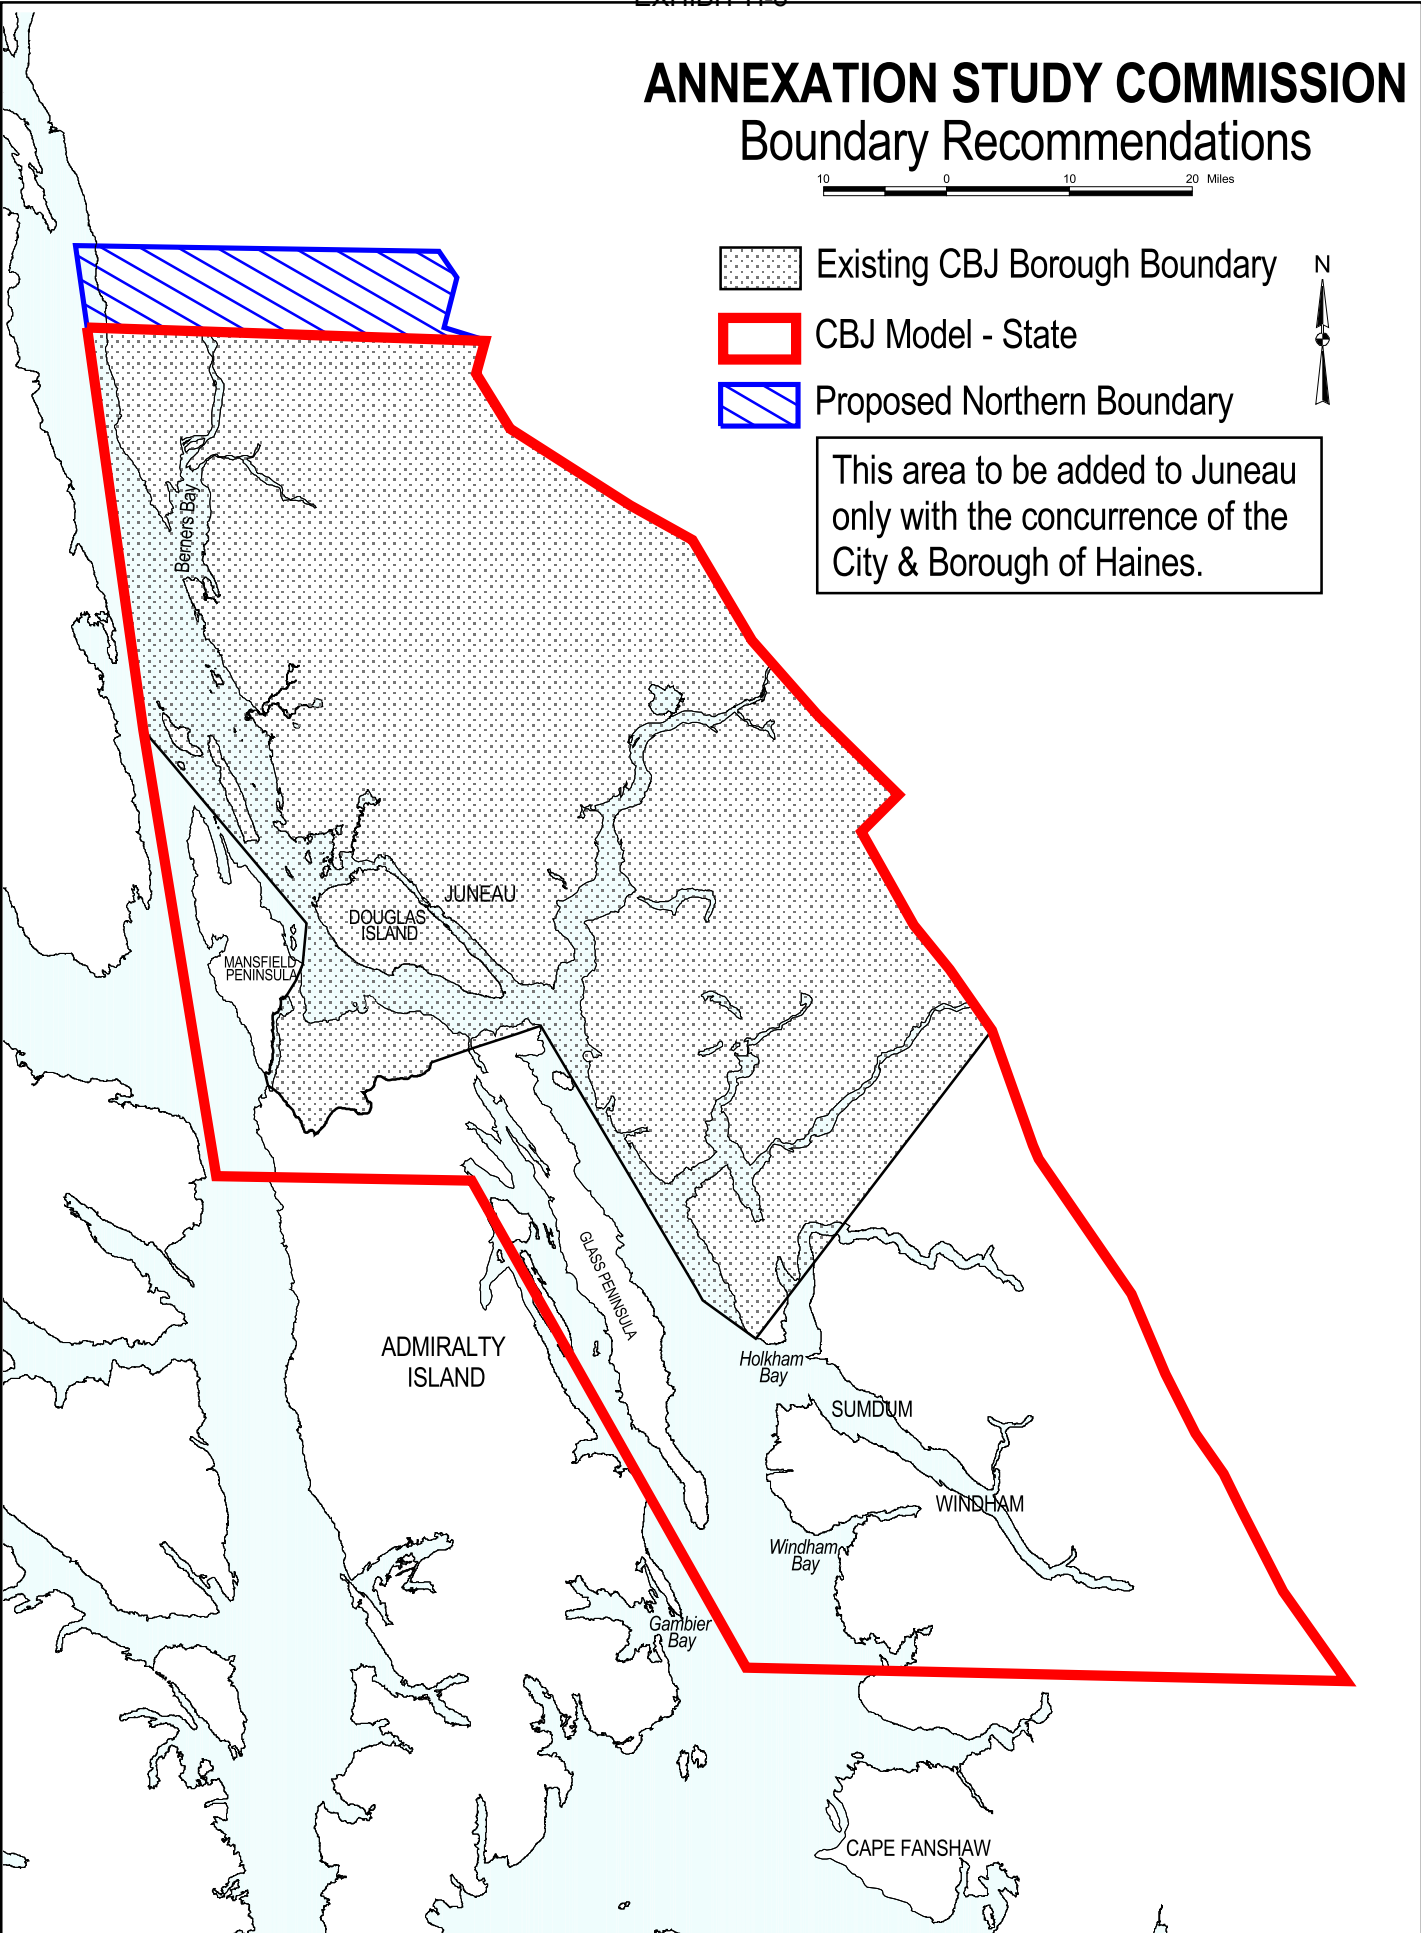 ANNEXATION STUDY COMMISSION
Boundary Recommendations
10 0 10 20 Miles
Existing CBJ Borough Boundary
N
CBJ Model - State
Proposed Northern Boundary
This area to be added to Juneau
only with the concurrence of the
City & Borough of Haines.
Berners Bay
JUNEAU
DOUGLAS
ISLAND
MANSFIELD
PENINSULA
GLASS PENINSULA
ADMIRALTY
ISLAND
Holkham
Bay
SUMDUM
WINDHAM
Windham
Bay
Gambier
Bay
CAPE FANSHAW